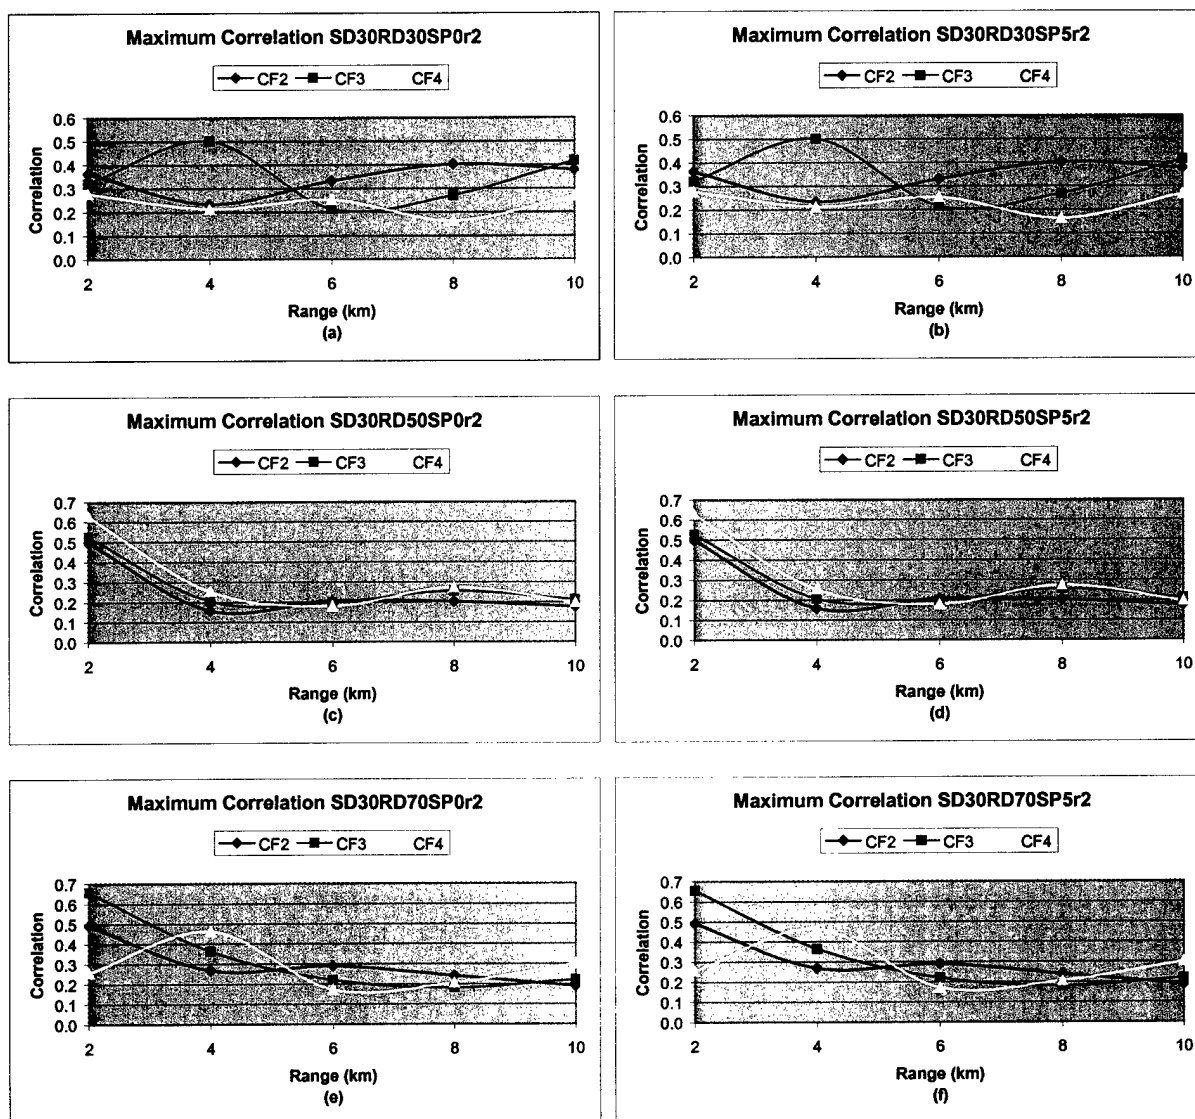 Maximum Correlation SD30RD30SP0r2
CF2 CF3 CF4
Correlation
0.6
0.5
0.4
0.3
0.2
0.1
0.0
2 4 6 8 10
Range (km)
(a)
Maximum Correlation SD30RD30SP5r2
CF2 CF3 CF4
Correlation
0.6
0.5
0.4
0.3
0.2
0.1
0.0
2 4 6 8 10
Range (km)
(b)
Maximum Correlation SD30RD50SP0r2
CF2 CF3 CF4
Correlation
0.7
0.6
0.5
0.4
0.3
0.2
0.1
0.0
2 4 6 8 10
Range (km)
(c)
Maximum Correlation SD30RD50SP5r2
CF2 CF3 CF4
Correlation
0.7
0.6
0.5
0.4
0.3
0.2
0.1
0.0
2 4 6 8 10
Range (km)
(d)
Maximum Correlation SD30RD70SP0r2
CF2 CF3 CF4
Correlation
0.7
0.6
0.5
0.4
0.3
0.2
0.1
0.0
2 4 6 8 10
Range (km)
(e)
Maximum Correlation SD30RD70SP5r2
CF2 CF3 CF4
Correlation
0.7
0.6
0.5
0.4
0.3
0.2
0.1
0.0
2 4 6 8 10
Range (km)
(f)